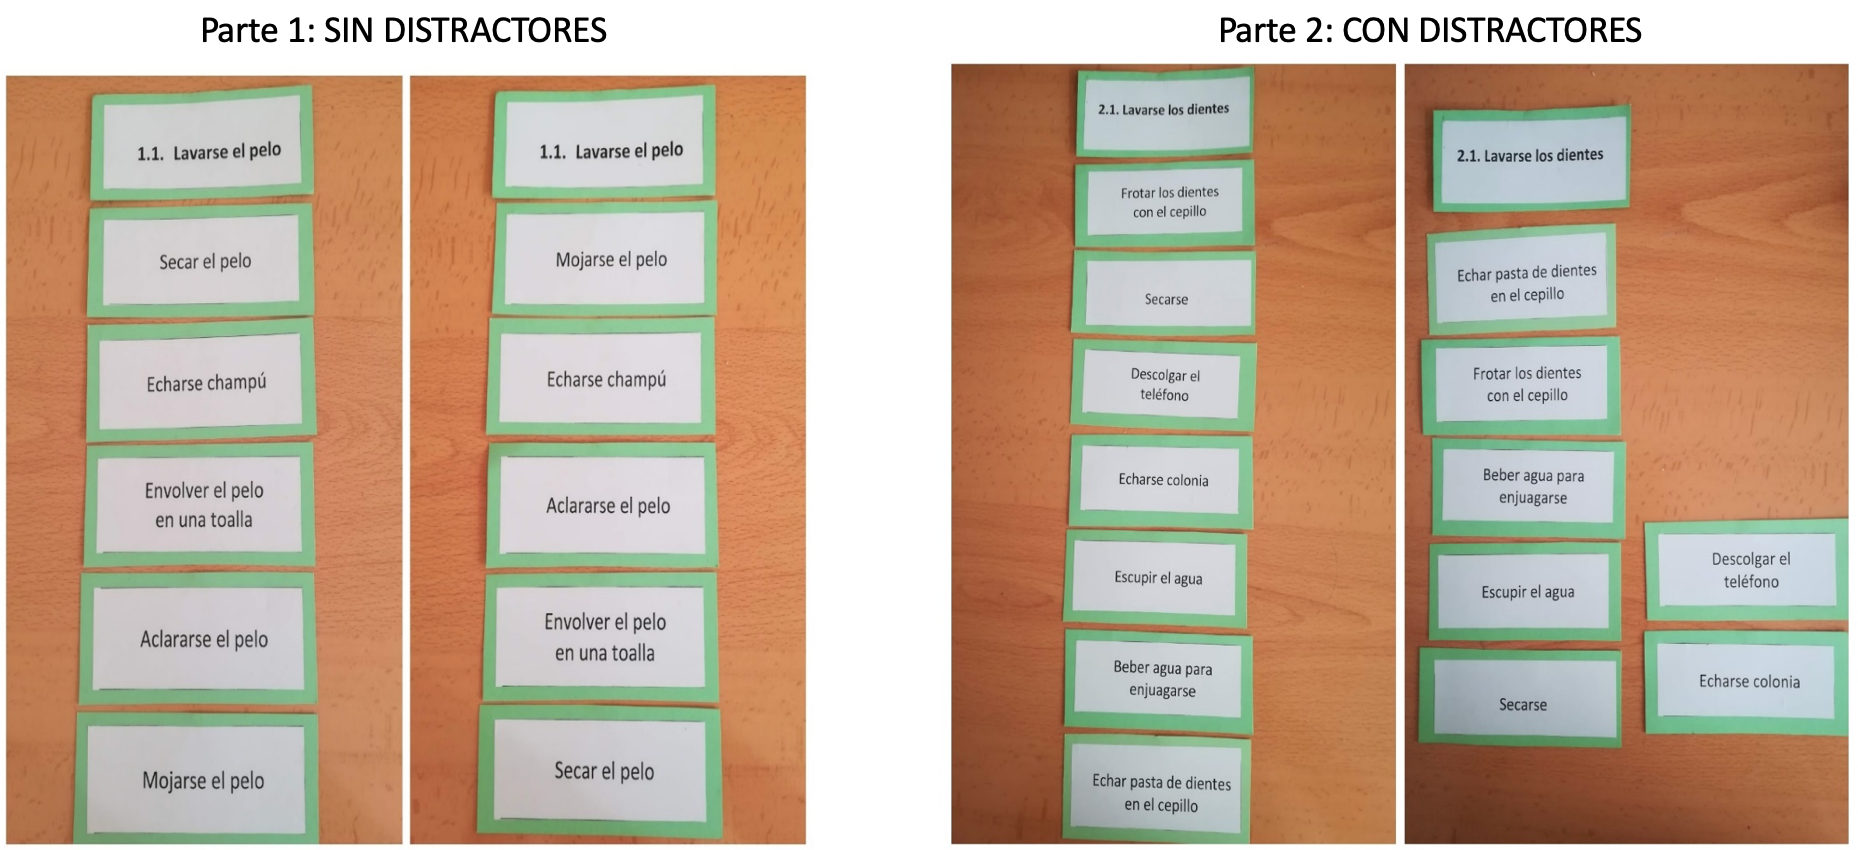 Parte 1: SIN DISTRACTORES
1.1. Lavarse el pelo
Secar el pelo
Echarse champú
Envolver el pelo
en una toalla
Aclararse el pelo
Mojarse el pelo
1.1. Lavarse el pelo
Mojarse el pelo
Echarse champú
Aclararse el pelo
Envolver el pelo
en una toalla
Secar el pelo
Parte 2: CON DISTRACTORES
2.1. Lavarse los dientes
Frotar los dientes
con el cepillo
Secarse
Descolgar el
teléfono
Echarse colonia
Escupir el agua
Beber agua para
enjuagarse
Echar pasta de dientes
en el cepillo
2.1. Lavarse los dientes
Echar pasta de dientes
en el cepillo
Frotar los dientes
con el cepillo
Beber agua para
enjuagarse
Escupir el agua
Secarse
Descolgar el
teléfono
Echarse colonia